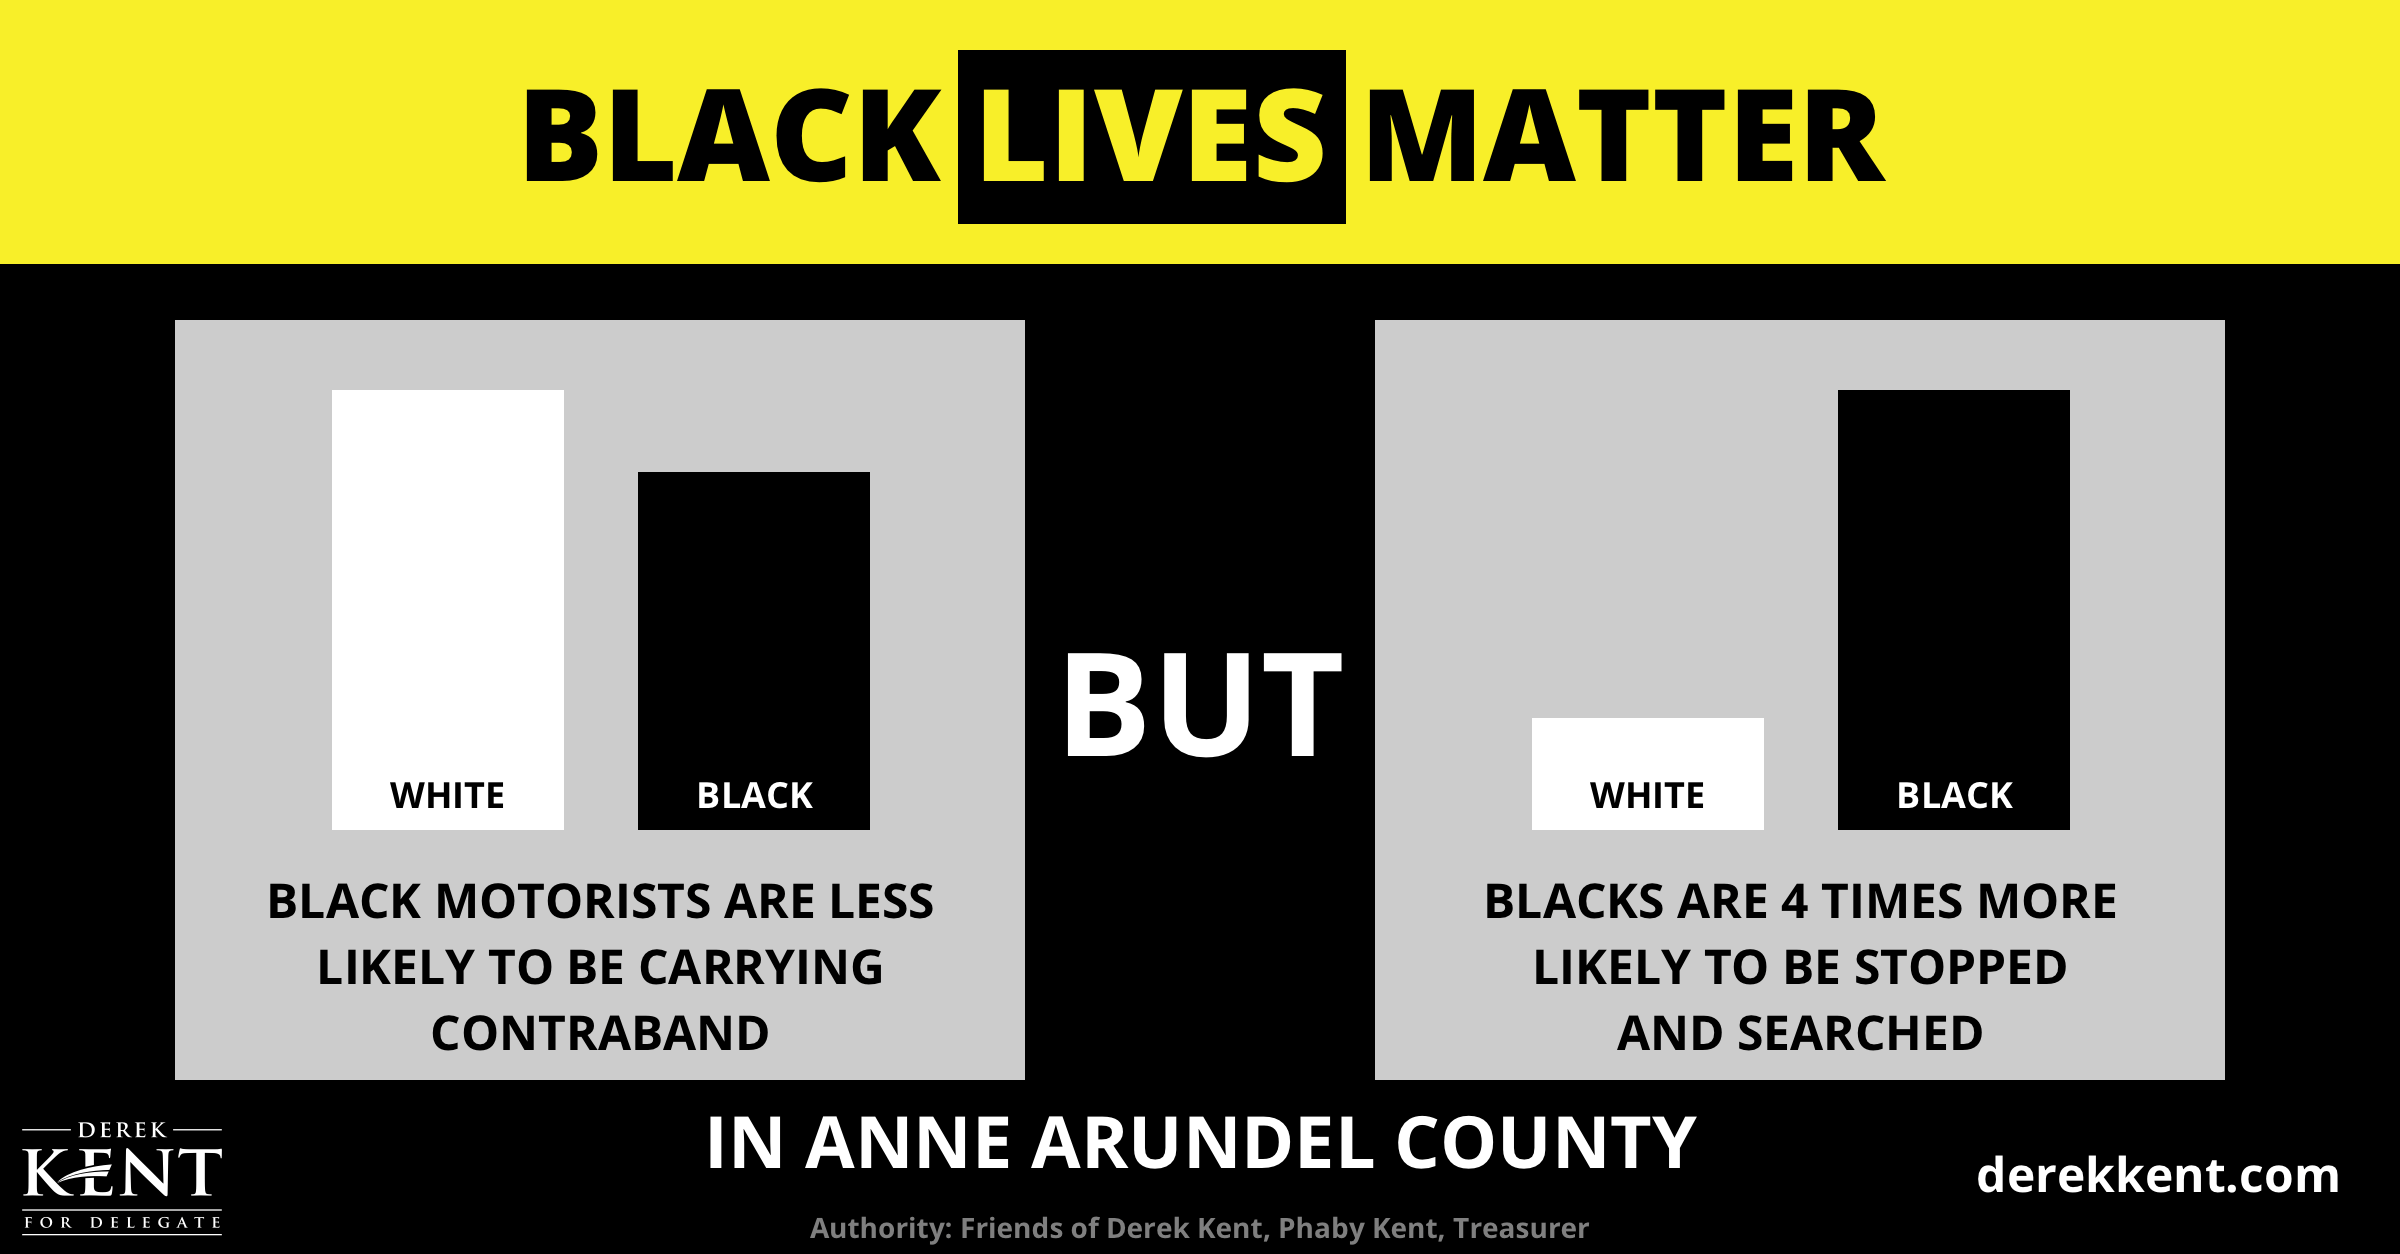 BLACK LIVES MATTER
WHITE
BLACK
BLACK MOTORISTS ARE LESS
LIKELY TO BE CARRYING
CONTRABAND
BUT
WHITE
BLACK
BLACKS ARE 4 TIMES MORE
LIKELY TO BE STOPPED
AND SEARCHED
IN ANNE ARUNDEL COUNTY
DEREK
KENT
FOR DELEGATE
derekkent.com
Authority: Friends of Derek Kent, Phaby Kent, Treasurer